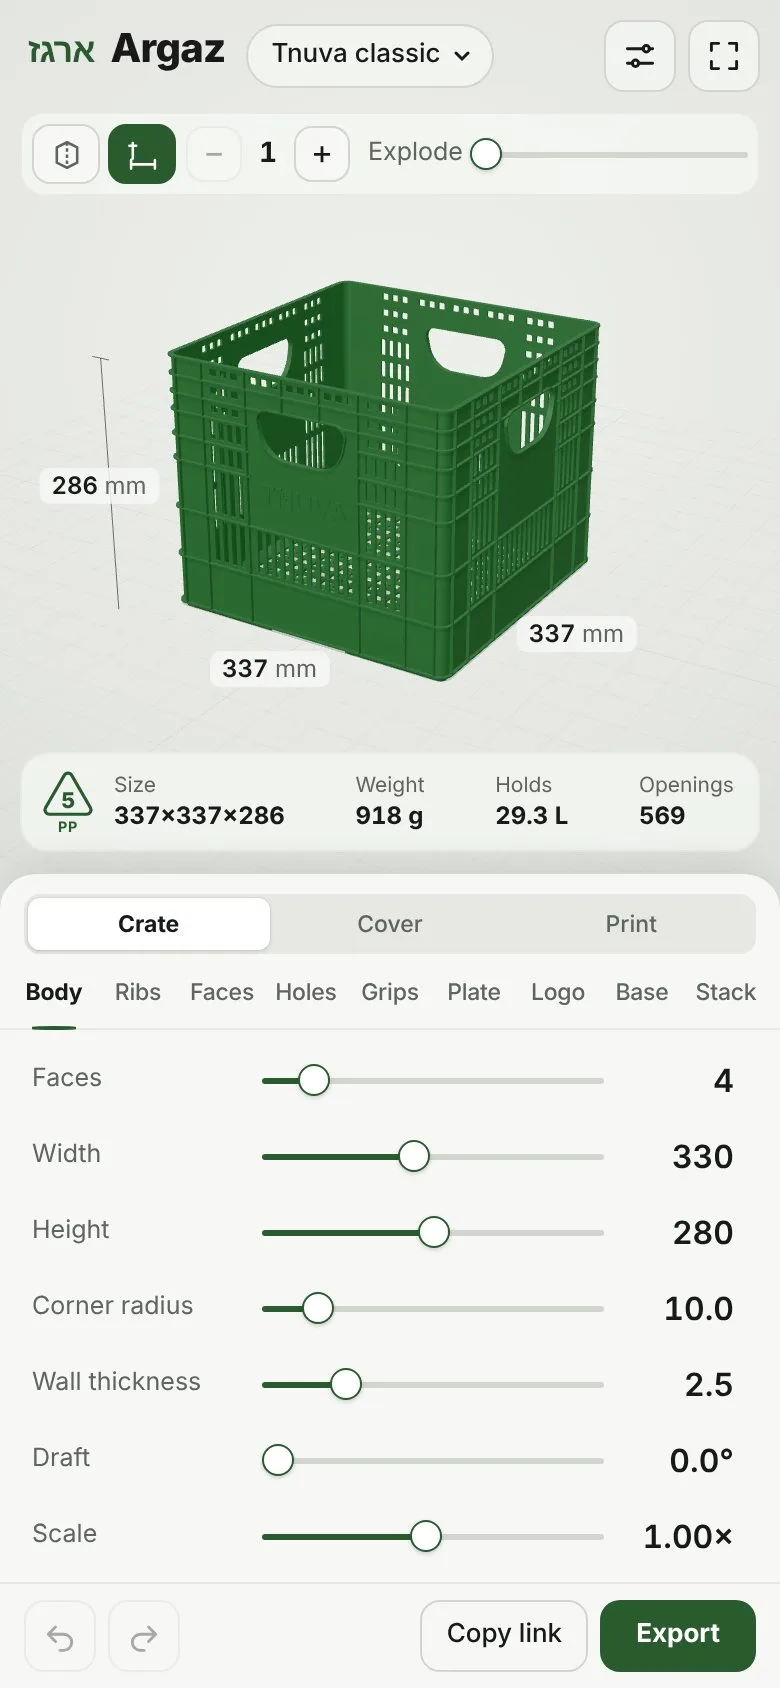 ארגז Argaz
Tnuva classic
1
Explode
286 mm
TNUVA
337 mm
337 mm
5
PP
Size
337×337×286
Weight
918 g
Holds
29.3 L
Openings
569
Crate
Cover
Print
Body
Ribs
Faces
Holes
Grips
Plate
Logo
Base
Stack
Faces
4
Width
330
Height
280
Corner radius
10.0
Wall thickness
2.5
Draft
0.0°
Scale
1.00×
Copy link
Export